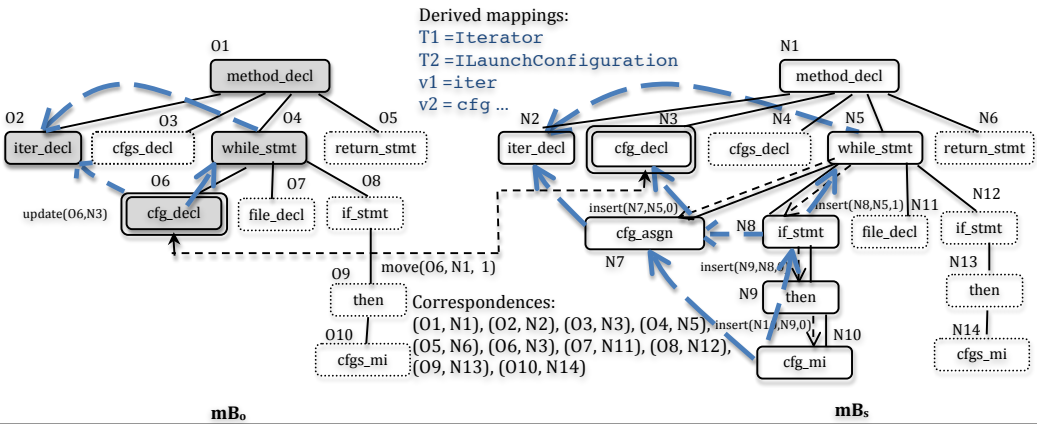 Derived mappings:
T1 =Iterator
T2 =ILaunchConfiguration
v1 =iter
v2 = cfg ...
O1
method_decl
O2
O3
O4
O5
iter_decl
cfgs_decl
while_stmt
return_stmt
O6
O7
O8
update(O6,N3)
cfg_decl
file_decl
if_stmt
move(O6, N1, 1)
O9
then
O10
cfgs_mi
mBo
N1
method_decl
N2
N3
N4
N5
N6
iter_decl
cfg_decl
cfgs_decl
while_stmt
return_stmt
insert(N7,N5,0)
insert(N8,N5,1)
N11
N12
cfg_asgn
N8
if_stmt
file_decl
if_stmt
N7
insert(N9,N8,0)
N13
N9
then
then
insert(N10,N9,0)
N10
N14
cfg_mi
cfgs_mi
Correspondences:
(O1, N1), (O2, N2), (O3, N3), (O4, N5),
(O5, N6), (O6, N3), (O7, N11), (O8, N12),
(O9, N13), (O10, N14)
mBs